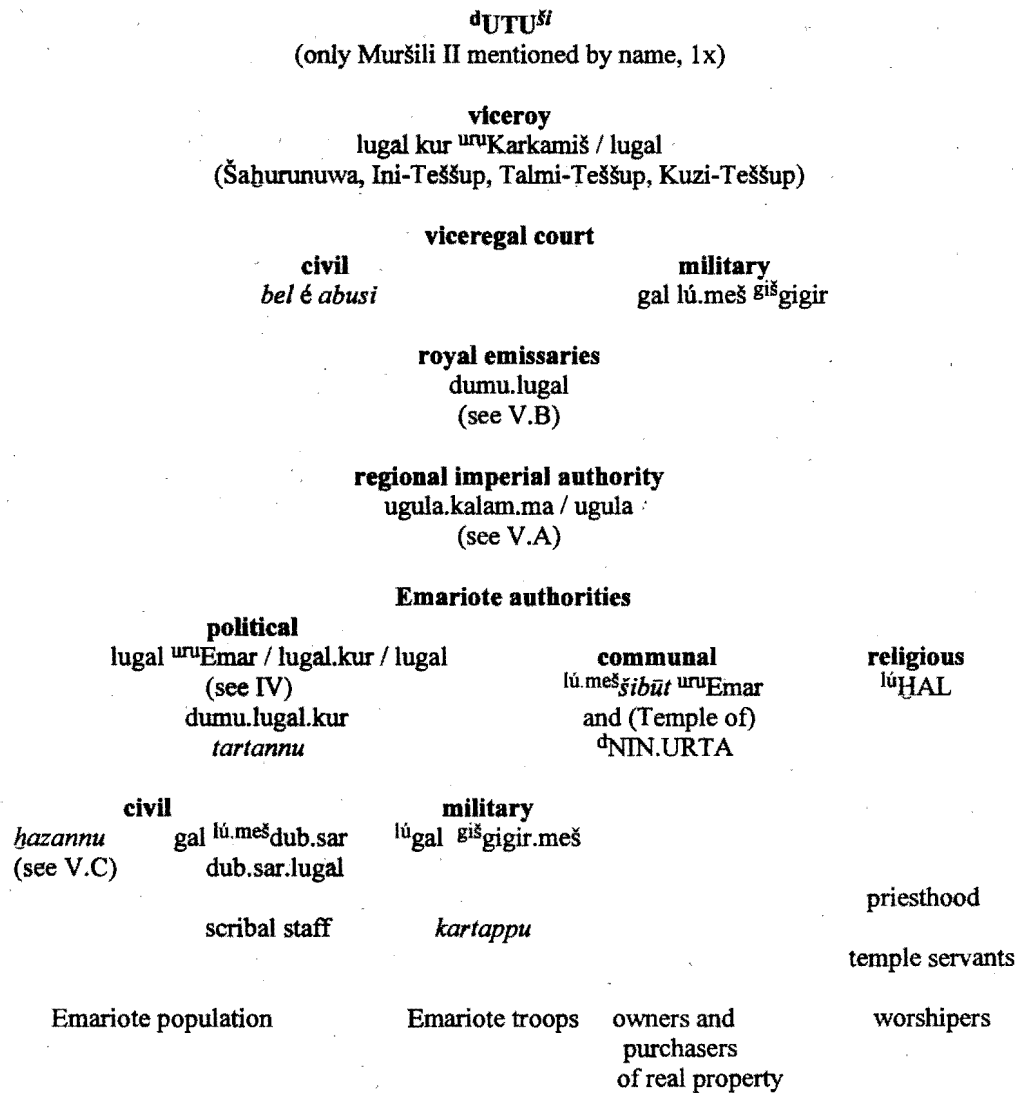 ᵈUTUˢⁱ
(only Muršili II mentioned by name, 1x)
viceroy
lugal kur ᵘʳᵘKarkamiš / lugal
(Šaḫurunuwa, Ini-Teššup, Talmi-Teššup, Kuzi-Teššup)
viceregal court
civil military
bel é abusi gal lú.meš ᵍⁱˢ̌gigir
royal emissaries
dumu.lugal
(see V.B)
regional imperial authority
ugula.kalam.ma / ugula
(see V.A)
Emariote authorities
political
lugal ᵘʳᵘEmar / lugal.kur / lugal communal religious
(see IV) ˡᵘ́·ᵐᵉˢ̌šibūt ᵘʳᵘEmar ˡᵘ́ḪAL
dumu.lugal.kur and (Temple of)
tartannu ᵈNIN.URTA
civil military
ḫazannu gal ˡᵘ́·ᵐᵉˢ̌dub.sar ˡᵘ́gal ᵍⁱˢ̌gigir.meš
(see V.C) dub.sar.lugal
priesthood
scribal staff kartappu
temple servants
Emariote population Emariote troops owners and worshipers
purchasers
of real property